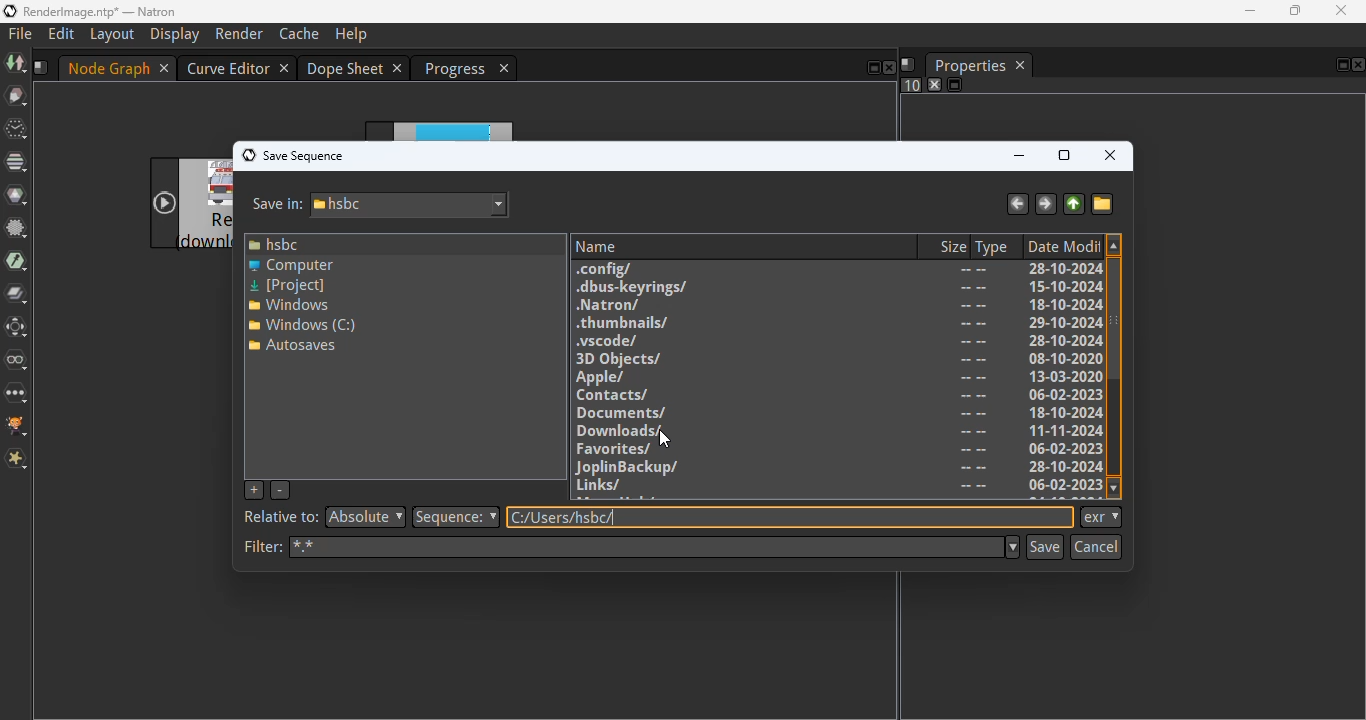 RenderImage.ntp* — Natron
File Edit Layout Display Render Cache Help
Node Graph Curve Editor Dope Sheet Progress
Properties
10
Re
(downl
Save Sequence
Save in: hsbc
hsbc
Computer
[Project]
Windows
Windows (C:)
Autosaves
+ -
Name Size Type Date Modif
.config/ -- -- 28-10-2024
.dbus-keyrings/ -- -- 15-10-2024
.Natron/ -- -- 18-10-2024
.thumbnails/ -- -- 29-10-2024
.vscode/ -- -- 28-10-2024
3D Objects/ -- -- 08-10-2020
Apple/ -- -- 13-03-2020
Contacts/ -- -- 06-02-2023
Documents/ -- -- 18-10-2024
Downloads/ -- -- 11-11-2024
Favorites/ -- -- 06-02-2023
JoplinBackup/ -- -- 28-10-2024
Links/ -- -- 06-02-2023
Relative to: Absolute Sequence: C:/Users/hsbc/ exr
Filter: *.* Save Cancel